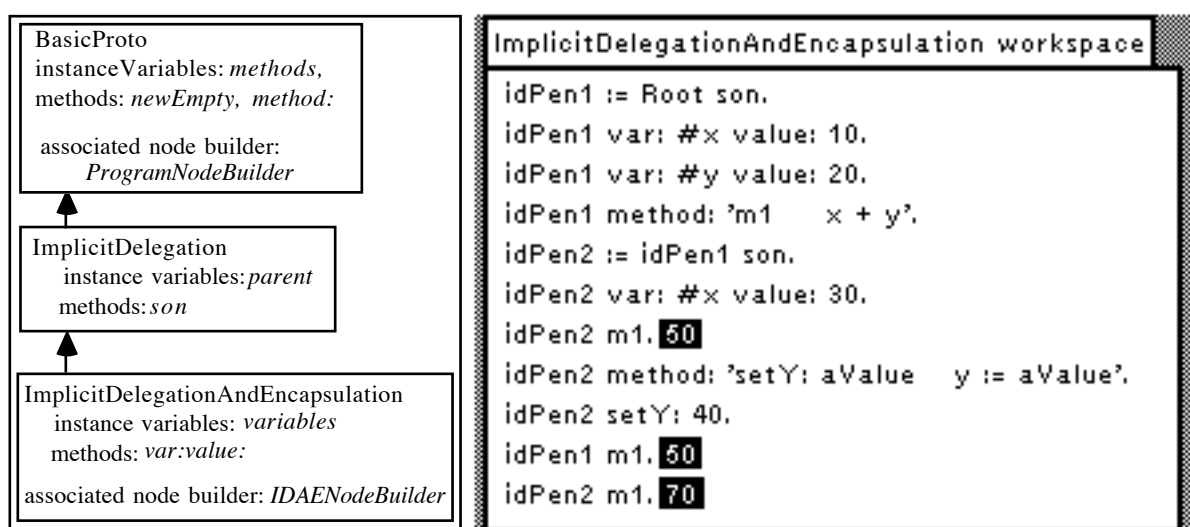 BasicProto
instanceVariables: methods,
methods: newEmpty, method:
associated node builder:
ProgramNodeBuilder
ImplicitDelegation
instance variables: parent
methods: son
ImplicitDelegationAndEncapsulation
instance variables: variables
methods: var:value:
associated node builder: IDAENodeBuilder
ImplicitDelegationAndEncapsulation workspace
idPen1 := Root son.
idPen1 var: #x value: 10.
idPen1 var: #y value: 20.
idPen1 method: 'm1 x + y'.
idPen2 := idPen1 son.
idPen2 var: #x value: 30.
idPen2 m1. 50
idPen2 method: 'setY: aValue y := aValue'.
idPen2 setY: 40.
idPen1 m1. 50
idPen2 m1. 70